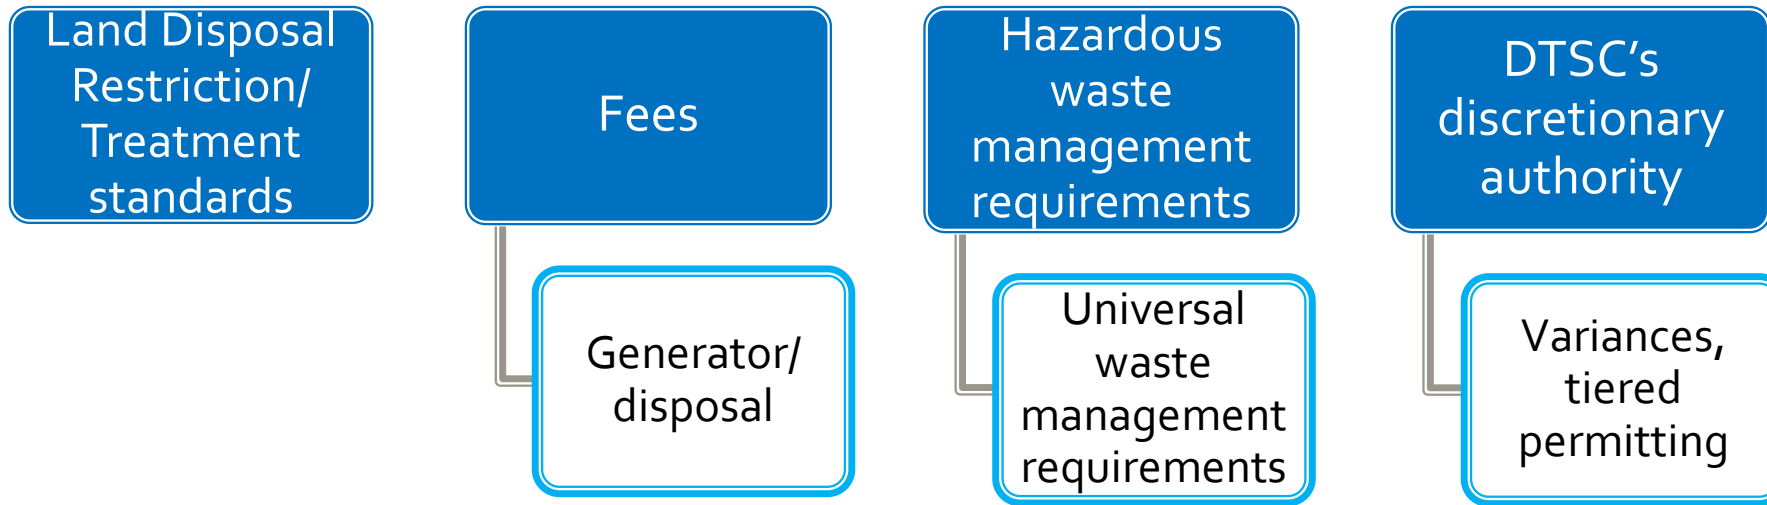 Land Disposal
Restriction/
Treatment
standards
Fees
Generator/
disposal
Hazardous
waste
management
requirements
Universal
waste
management
requirements
DTSC’s
discretionary
authority
Variances,
tiered
permitting